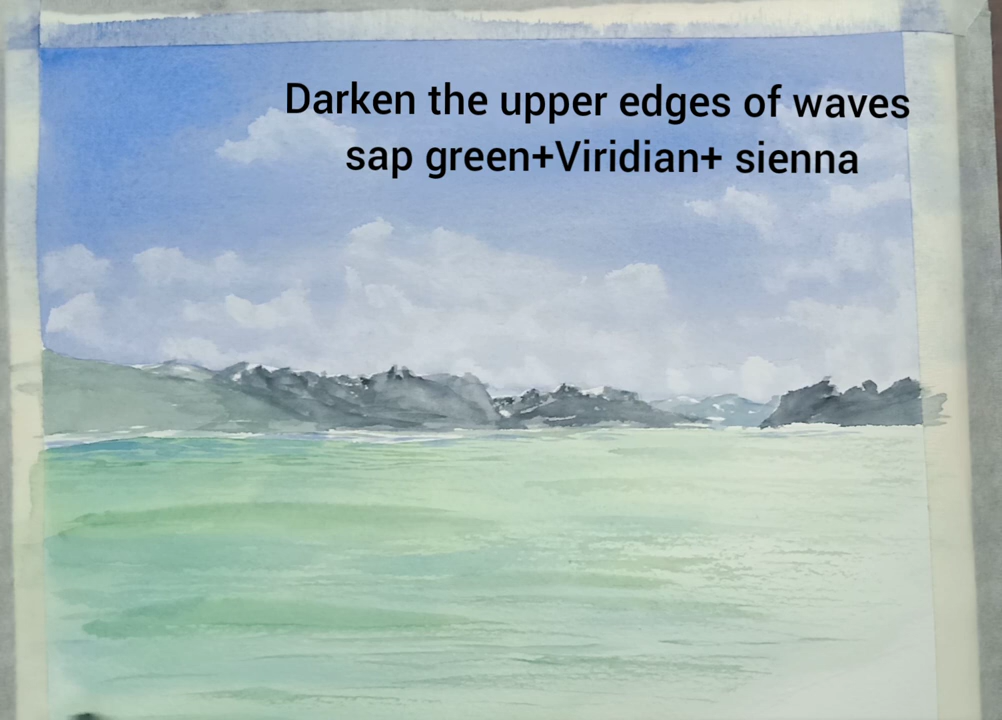 Darken the upper edges of waves
sap green+Viridian+ sienna